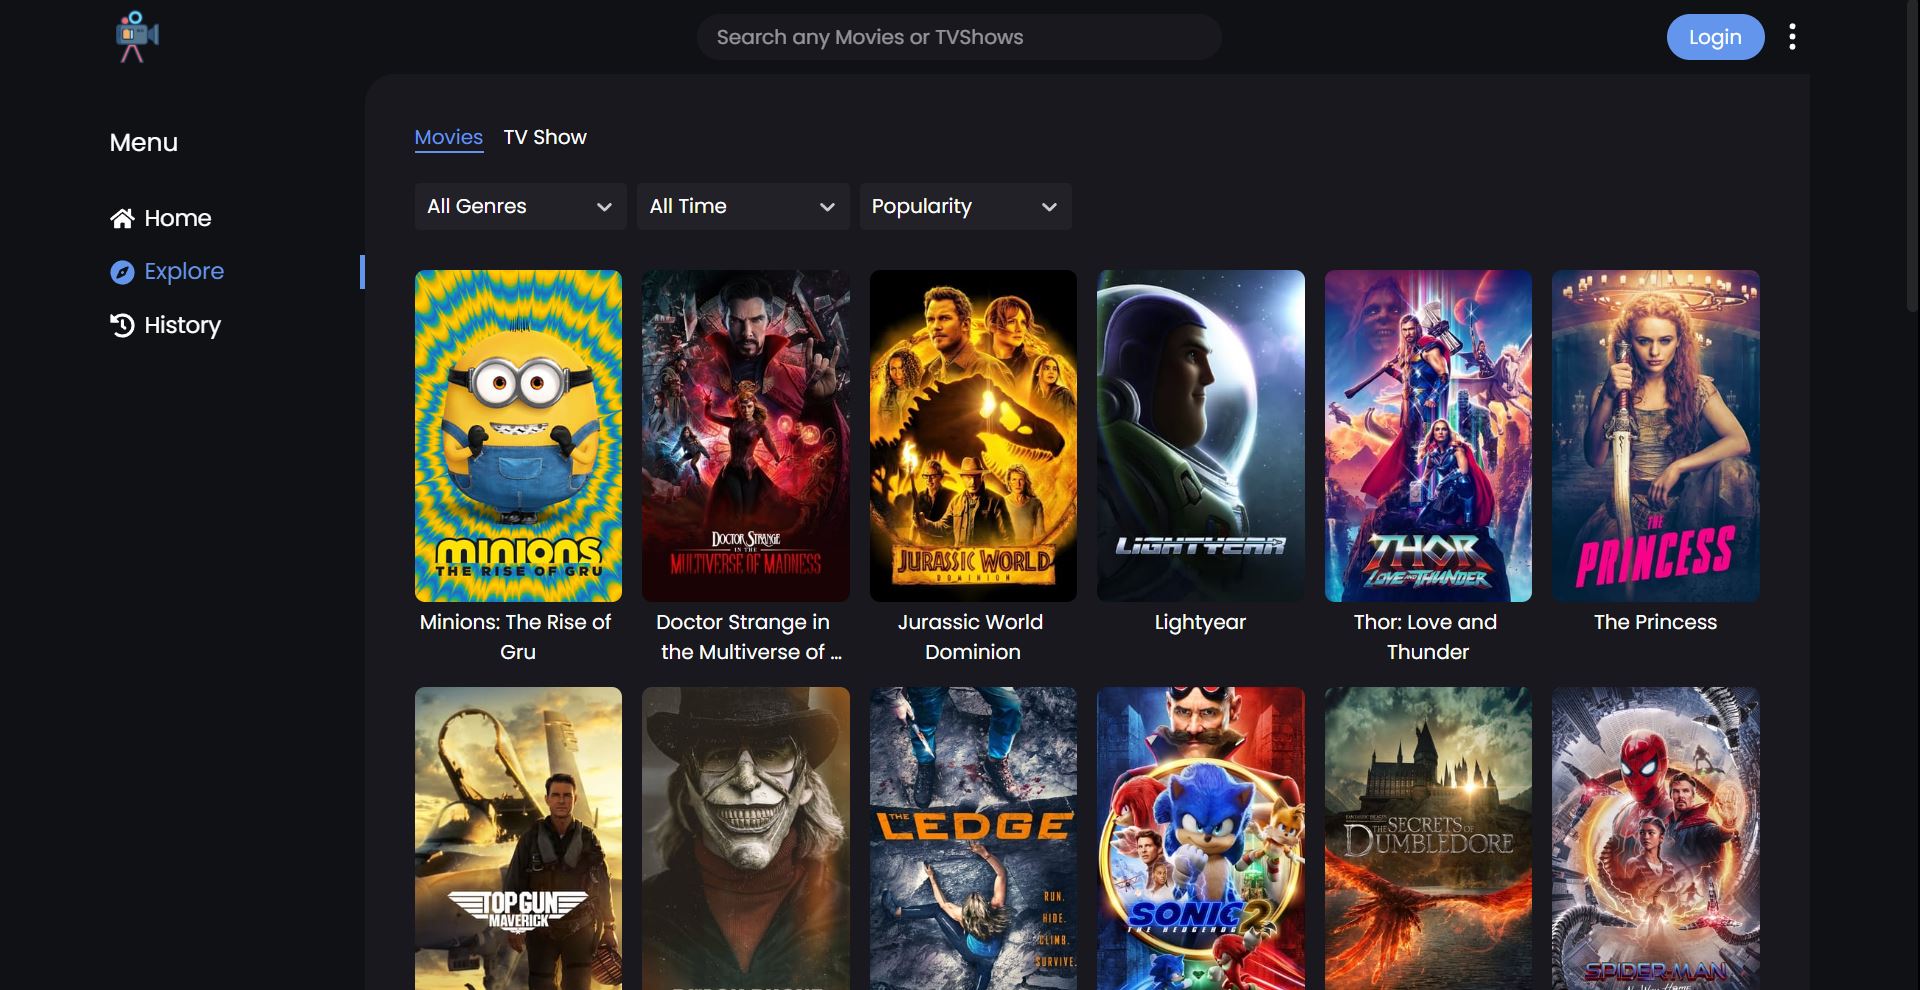 Search any Movies or TVShows
Login
Menu
Home
Explore
History
Movies
TV Show
All Genres
All Time
Popularity
MINIONS
THE RISE OF GRU
DOCTOR STRANGE
IN THE
MULTIVERSE OF MADNESS
JURASSIC WORLD
DOMINION
LIGHTYEAR
THOR
LOVE AND THUNDER
THE
PRINCESS
Minions: The Rise of
Gru
Doctor Strange in
the Multiverse of ...
Jurassic World
Dominion
Lightyear
Thor: Love and
Thunder
The Princess
TOP GUN
MAVERICK
THE
LEDGE
RUN.
HIDE.
CLIMB.
SURVIVE.
SONIC 2
THE HEDGEHOG
FANTASTIC BEASTS
THE SECRETS OF
DUMBLEDORE
SPIDER-MAN
NO WAY HOME